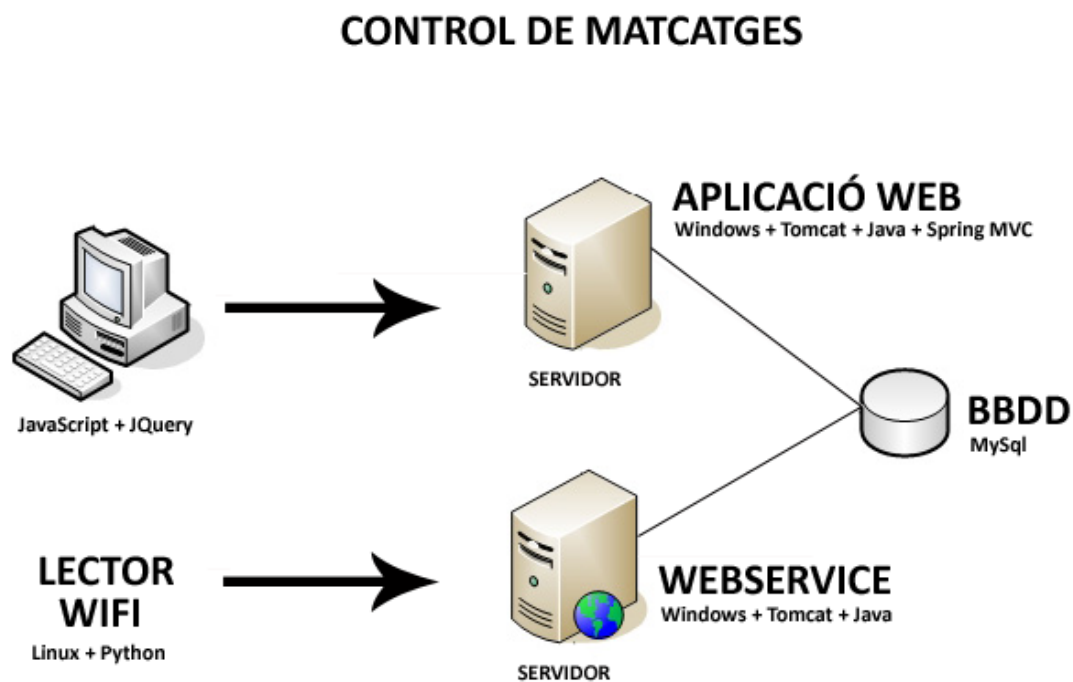 CONTROL DE MATCATGES
APLICACIÓ WEB
Windows + Tomcat + Java + Spring MVC
SERVIDOR
JavaScript + JQuery
BBDD
MySql
LECTOR
WIFI
Linux + Python
WEBSERVICE
Windows + Tomcat + Java
SERVIDOR